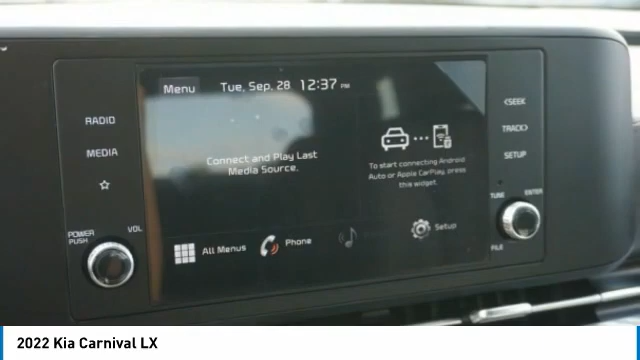 Menu
Tue, Sep. 28 12:37 PM
RADIO
MEDIA
POWER
PUSH
VOL
Connect and Play Last
Media Source.
To start connecting Android
Auto or Apple CarPlay, press
this widget.
All Menus
Phone
Setup
<SEEK
TRACK>
SETUP
TUNE
ENTER
FILE
2022 Kia Carnival LX